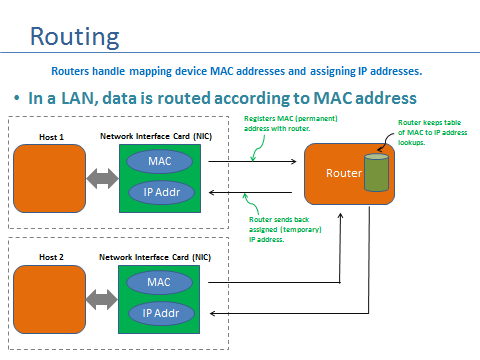 Routing
Routers handle mapping device MAC addresses and assigning IP addresses.
• In a LAN, data is routed according to MAC address
Host 1
Network Interface Card (NIC)
MAC
IP Addr
Registers MAC (permanent)
address with router.
Router keeps table
of MAC to IP address
lookups.
Router
Router sends back
assigned (temporary)
IP address.
Host 2
Network Interface Card (NIC)
MAC
IP Addr